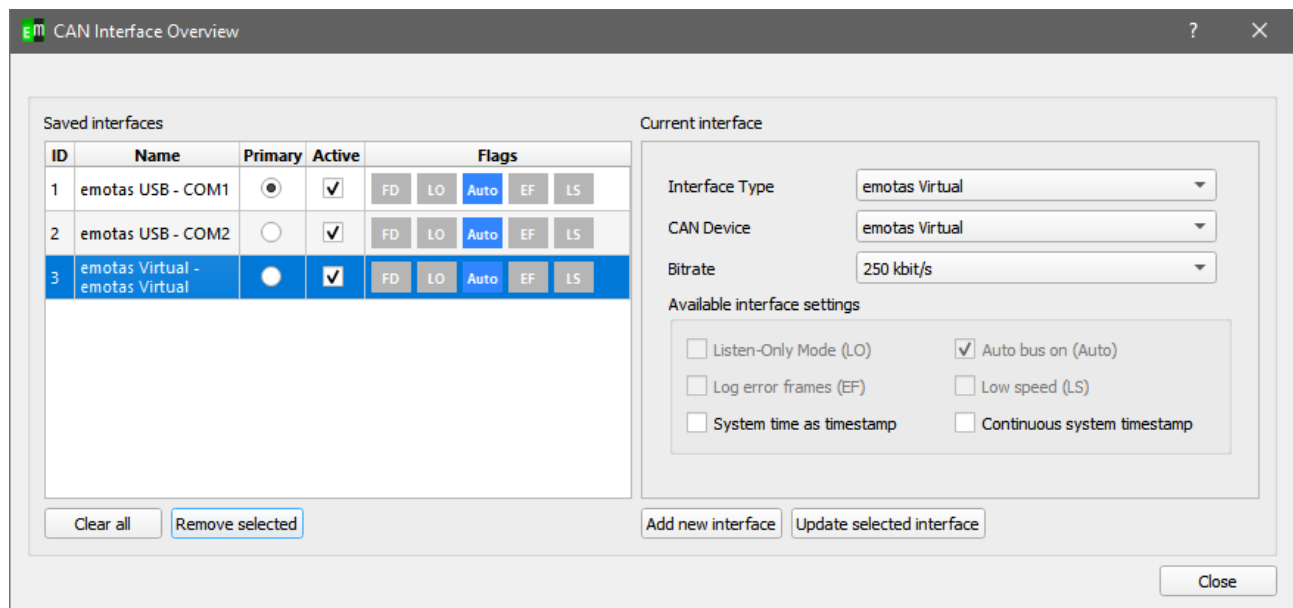 Em CAN Interface Overview ?
Saved interfaces
ID Name Primary Active Flags
1 emotas USB - COM1 FD LO Auto EF LS
2 emotas USB - COM2 FD LO Auto EF LS
3 emotas Virtual - FD LO Auto EF LS
emotas Virtual
Clear all Remove selected
Current interface
Interface Type emotas Virtual
CAN Device emotas Virtual
Bitrate 250 kbit/s
Available interface settings
Listen-Only Mode (LO) Auto bus on (Auto)
Log error frames (EF) Low speed (LS)
System time as timestamp Continuous system timestamp
Add new interface Update selected interface
Close